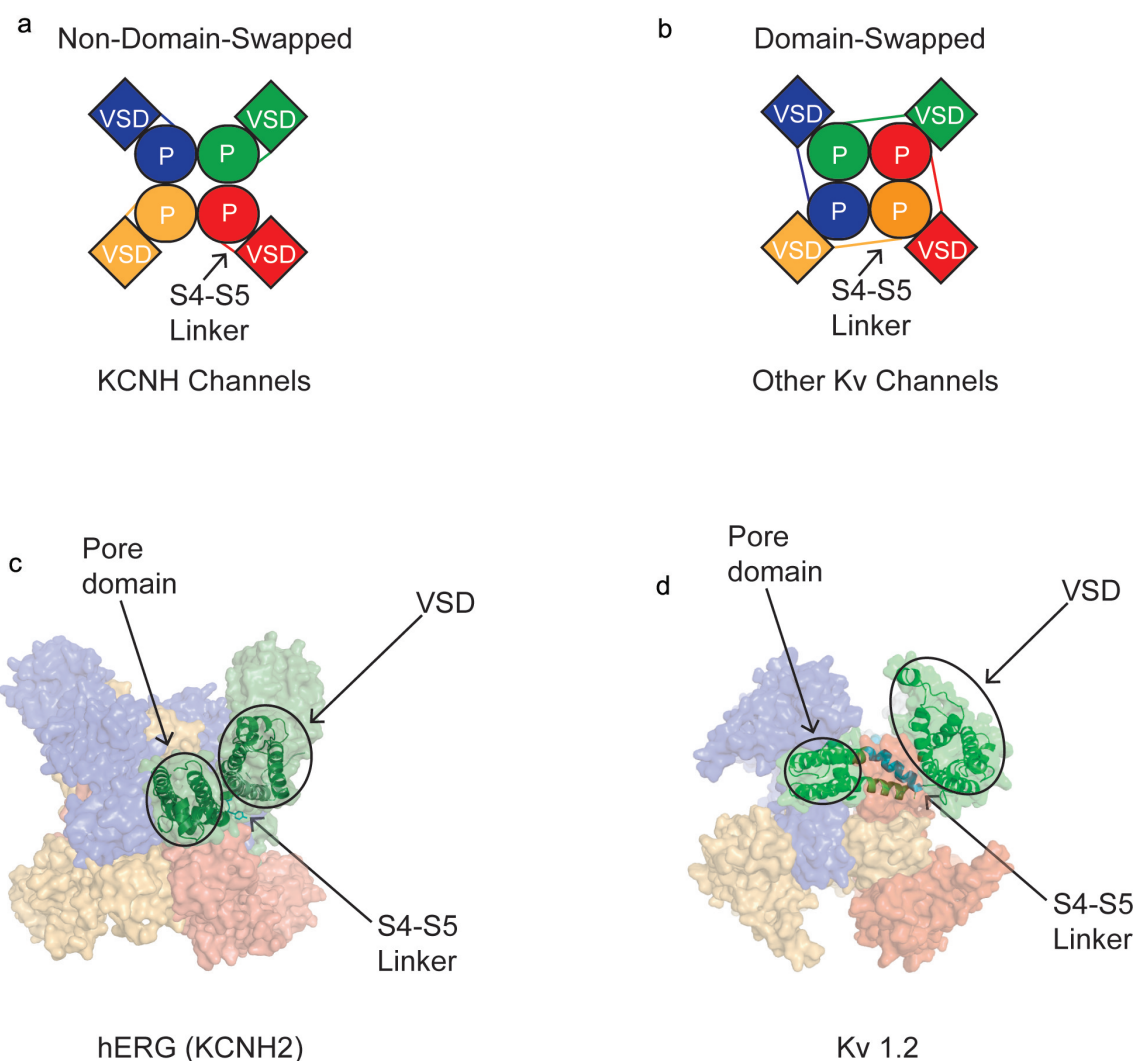 a
Non-Domain-Swapped
VSD
VSD
P
P
P
P
VSD
VSD
S4-S5
Linker
KCNH Channels
b
Domain-Swapped
VSD
VSD
P
P
P
P
VSD
VSD
S4-S5
Linker
Other Kv Channels
c
Pore
domain
VSD
S4-S5
Linker
hERG (KCNH2)
d
Pore
domain
VSD
S4-S5
Linker
Kv 1.2